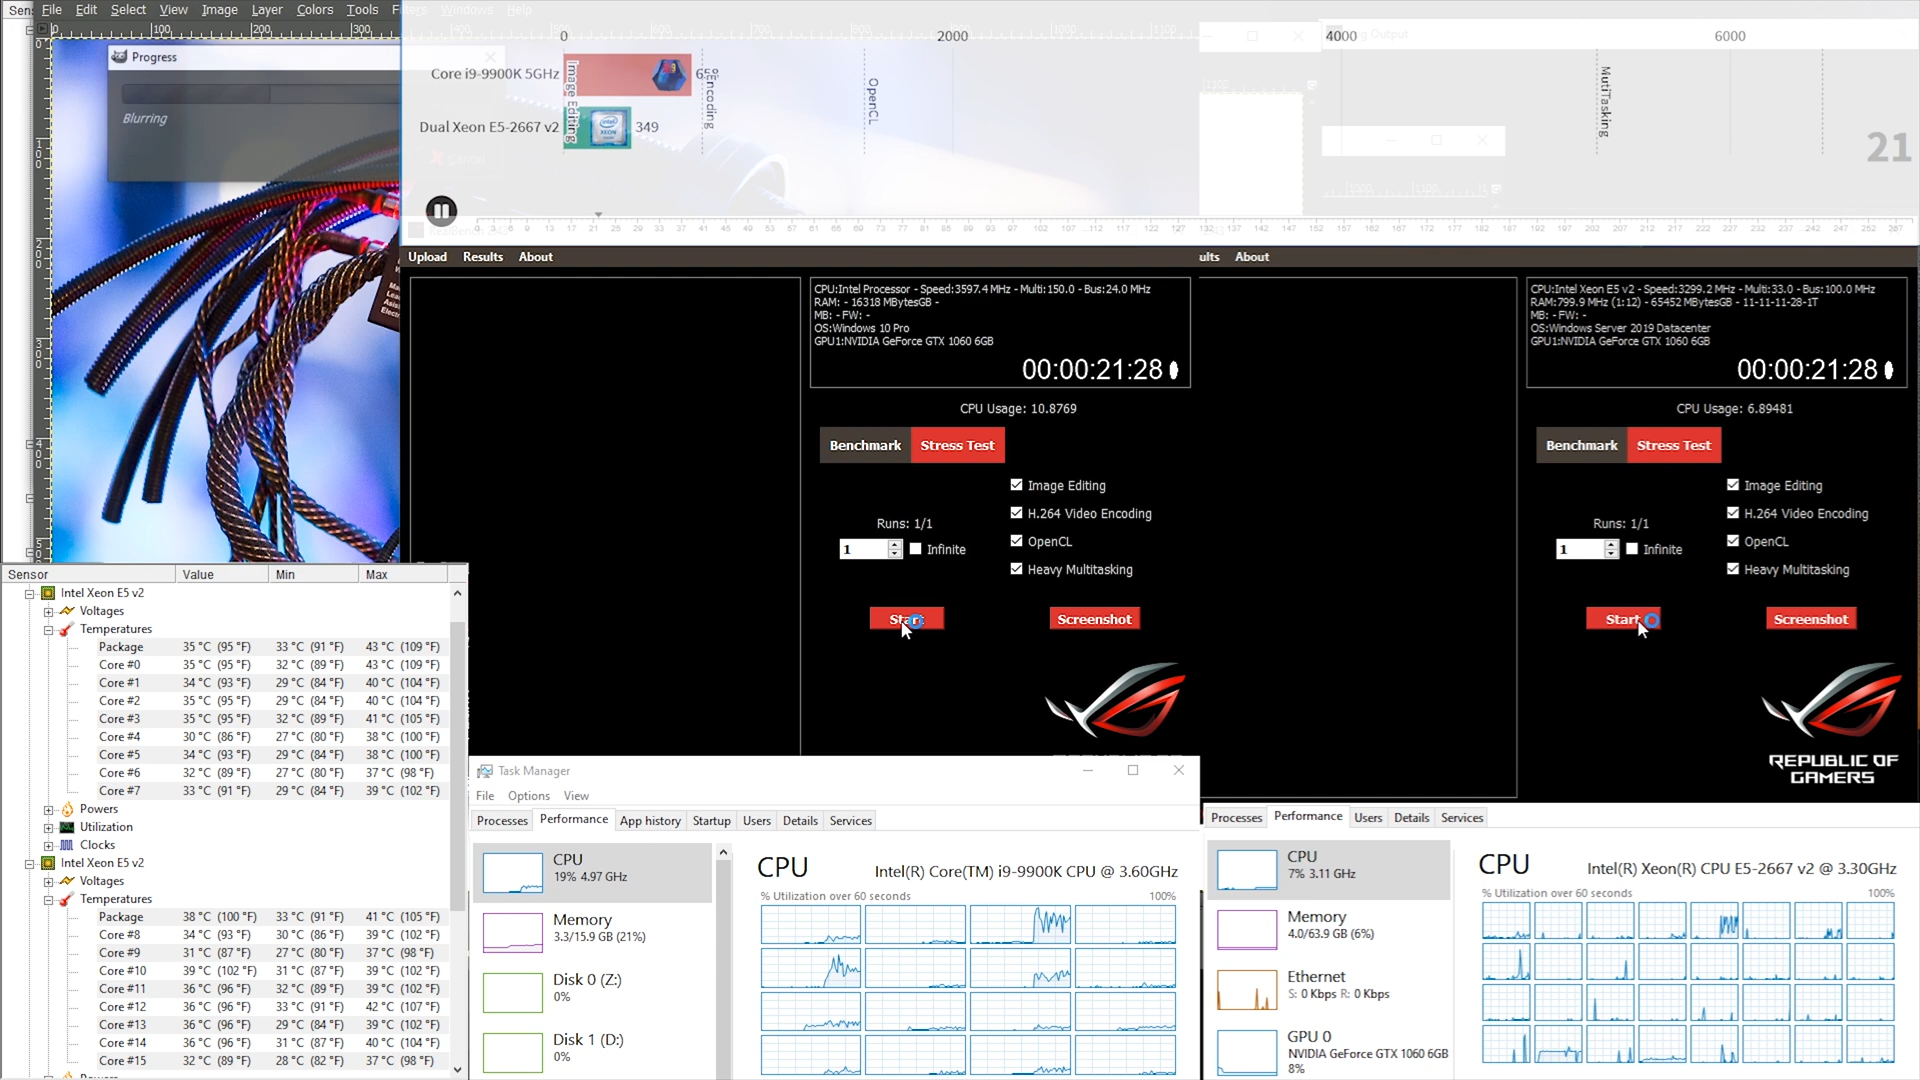 File Edit Select View Image Layer Colors Tools Filters Windows Help
Progress
Blurring
Cancel
0 2000 4000 6000
Core i9-9900K 5GHz
Dual Xeon E5-2667 v2 349
Image Editing
Encoding
OpenCL
MutiTasking
21
Upload Results About
CPU:Intel Processor - Speed:3597.4 MHz - Multi:150.0 - Bus:24.0 MHz
RAM: - 16318 MBytesGB -
MB: - FW: -
OS:Windows 10 Pro
GPU1:NVIDIA GeForce GTX 1060 6GB
00:00:21:28
CPU Usage: 10.8769
Benchmark Stress Test
Image Editing
H.264 Video Encoding
OpenCL
Heavy Multitasking
Runs: 1/1
1 Infinite
Start Screenshot
ults About
CPU:Intel Xeon E5 v2 - Speed:3299.2 MHz - Multi:33.0 - Bus:100.0 MHz
RAM:799.9 MHz (1:12) - 65452 MBytesGB - 11-11-11-28-1T
MB: - FW: -
OS:Windows Server 2019 Datacenter
GPU1:NVIDIA GeForce GTX 1060 6GB
00:00:21:28
CPU Usage: 6.89481
Benchmark Stress Test
Image Editing
H.264 Video Encoding
OpenCL
Heavy Multitasking
Runs: 1/1
1 Infinite
Start Screenshot
REPUBLIC OF
GAMERS
Sensor Value Min Max
Intel Xeon E5 v2
Voltages
Temperatures
Package 35 °C (95 °F) 33 °C (91 °F) 43 °C (109 °F)
Core #0 35 °C (95 °F) 32 °C (89 °F) 43 °C (109 °F)
Core #1 34 °C (93 °F) 29 °C (84 °F) 40 °C (104 °F)
Core #2 35 °C (95 °F) 29 °C (84 °F) 40 °C (104 °F)
Core #3 35 °C (95 °F) 32 °C (89 °F) 41 °C (105 °F)
Core #4 30 °C (86 °F) 27 °C (80 °F) 38 °C (100 °F)
Core #5 34 °C (93 °F) 29 °C (84 °F) 38 °C (100 °F)
Core #6 32 °C (89 °F) 27 °C (80 °F) 37 °C (98 °F)
Core #7 33 °C (91 °F) 29 °C (84 °F) 39 °C (102 °F)
Powers
Utilization
Clocks
Intel Xeon E5 v2
Voltages
Temperatures
Package 38 °C (100 °F) 33 °C (91 °F) 41 °C (105 °F)
Core #8 34 °C (93 °F) 30 °C (86 °F) 39 °C (102 °F)
Core #9 31 °C (87 °F) 27 °C (80 °F) 37 °C (98 °F)
Core #10 39 °C (102 °F) 31 °C (87 °F) 39 °C (102 °F)
Core #11 36 °C (96 °F) 32 °C (89 °F) 39 °C (102 °F)
Core #12 36 °C (96 °F) 33 °C (91 °F) 42 °C (107 °F)
Core #13 36 °C (96 °F) 29 °C (84 °F) 39 °C (102 °F)
Core #14 36 °C (96 °F) 31 °C (87 °F) 40 °C (104 °F)
Core #15 32 °C (89 °F) 28 °C (82 °F) 37 °C (98 °F)
Task Manager
File Options View
Processes Performance App history Startup Users Details Services
CPU
19% 4.97 GHz
Memory
3.3/15.9 GB (21%)
Disk 0 (Z:)
0%
Disk 1 (D:)
0%
CPU Intel(R) Core(TM) i9-9900K CPU @ 3.60GHz
% Utilization over 60 seconds 100%
Processes Performance Users Details Services
CPU
7% 3.11 GHz
Memory
4.0/63.9 GB (6%)
Ethernet
S: 0 Kbps R: 0 Kbps
GPU 0
NVIDIA GeForce GTX 1060 6GB
8%
CPU Intel(R) Xeon(R) CPU E5-2667 v2 @ 3.30GHz
% Utilization over 60 seconds 100%